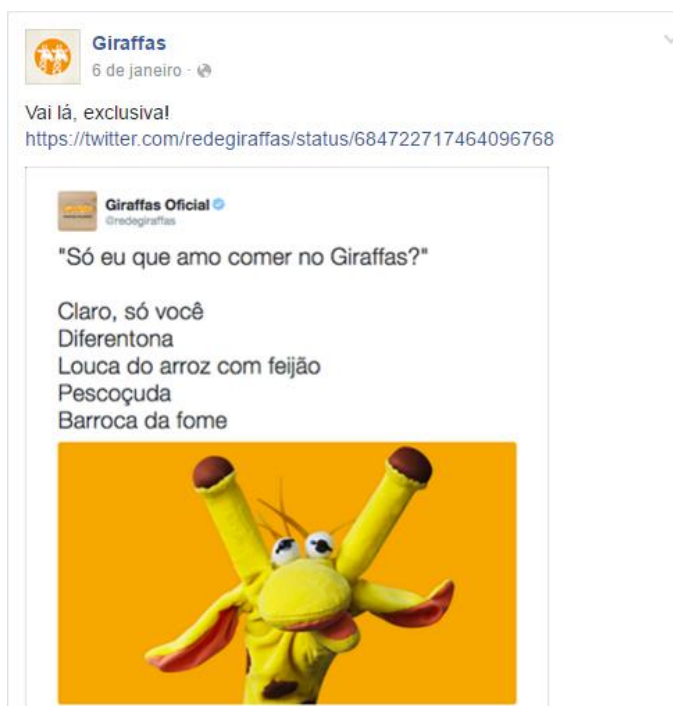 Giraffas
6 de janeiro ·
Vai lá, exclusiva!
https://twitter.com/redegiraffas/status/684722717464096768
Giraffas Oficial
@redegiraffas
"Só eu que amo comer no Giraffas?"
Claro, só você
Diferentona
Louca do arroz com feijão
Pescoçuda
Barroca da fome